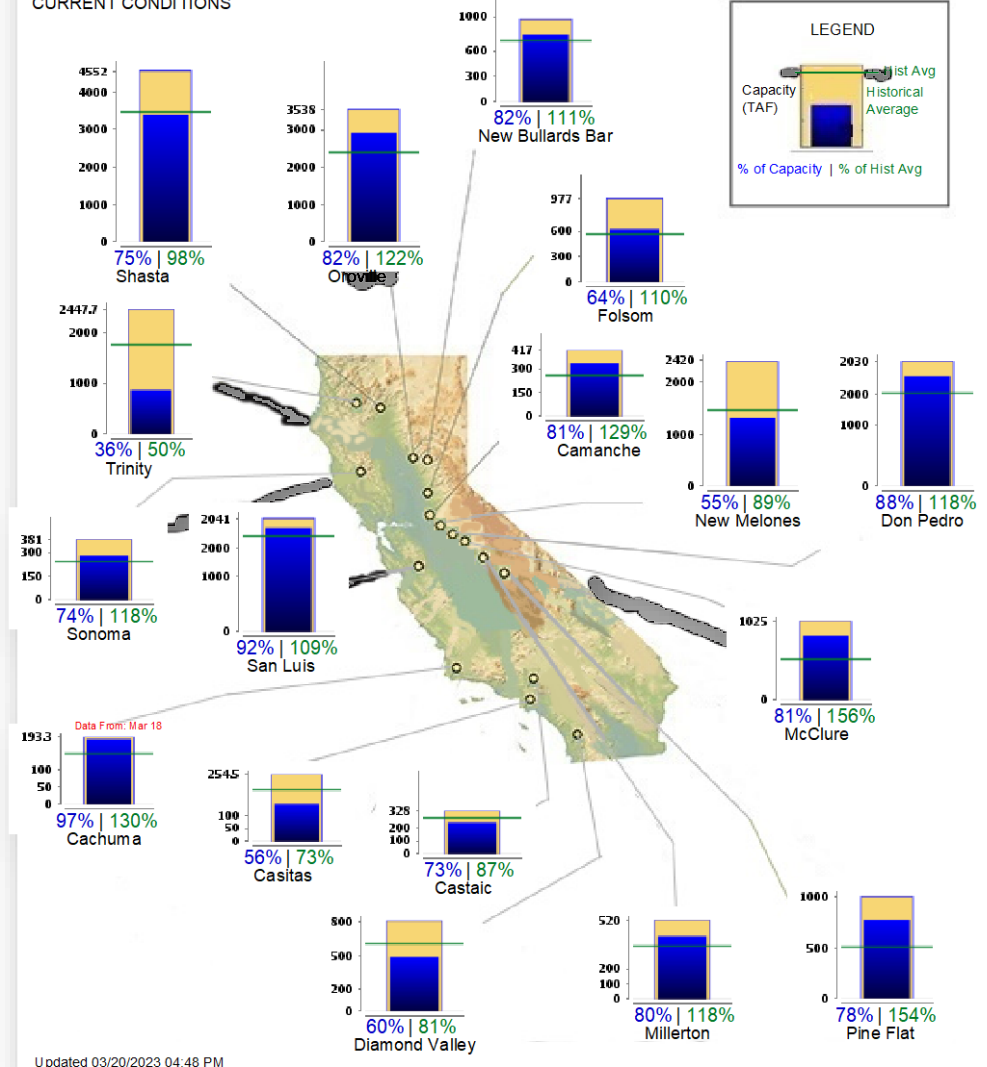 CURRENT CONDITIONS
LEGEND
Hist Avg
Capacity
(TAF)
Historical
Average
% of Capacity | % of Hist Avg
1000
600
300
0
82% | 111%
New Bullards Bar
4552
4000
3000
2000
1000
0
75% | 98%
Shasta
3538
3000
2000
1000
0
82% | 122%
Oroville
977
600
300
0
64% | 110%
Folsom
2447.7
2000
1000
0
36% | 50%
Trinity
417
300
150
0
81% | 129%
Camanche
2420
2000
1000
0
55% | 89%
New Melones
2030
2000
1000
0
88% | 118%
Don Pedro
381
300
150
0
74% | 118%
Sonoma
2041
2000
1000
0
92% | 109%
San Luis
1025
0
81% | 156%
McClure
Data From: Mar 18
193.3
100
50
0
97% | 130%
Cachuma
254.5
100
50
0
56% | 73%
Casitas
328
200
100
0
73% | 87%
Castaic
800
500
200
0
60% | 81%
Diamond Valley
520
200
100
0
80% | 118%
Millerton
1000
500
0
78% | 154%
Pine Flat
Updated 03/20/2023 04:48 PM